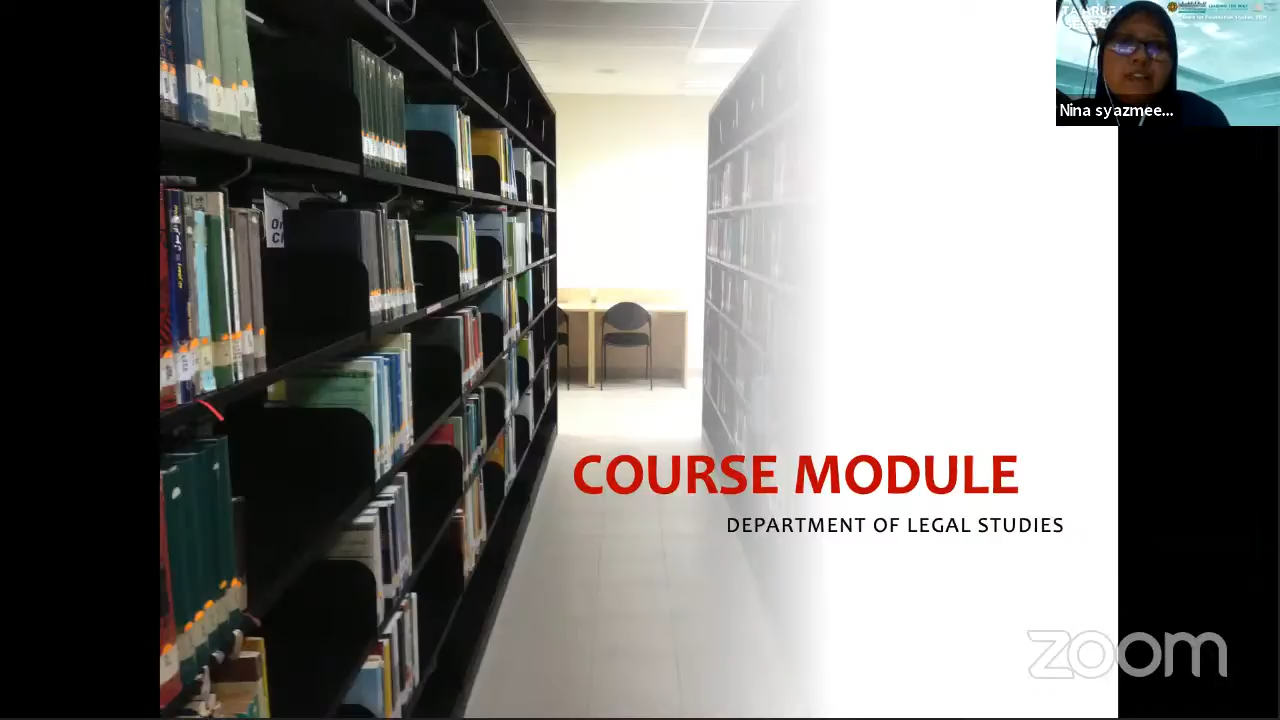 Nina syazmee...
COURSE MODULE
DEPARTMENT OF LEGAL STUDIES
zoom